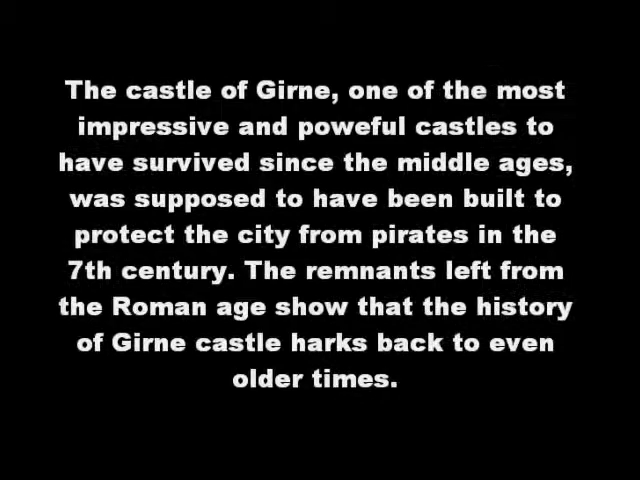 The castle of Girne, one of the most
impressive and poweful castles to
have survived since the middle ages,
was supposed to have been built to
protect the city from pirates in the
7th century. The remnants left from
the Roman age show that the history
of Girne castle harks back to even
older times.